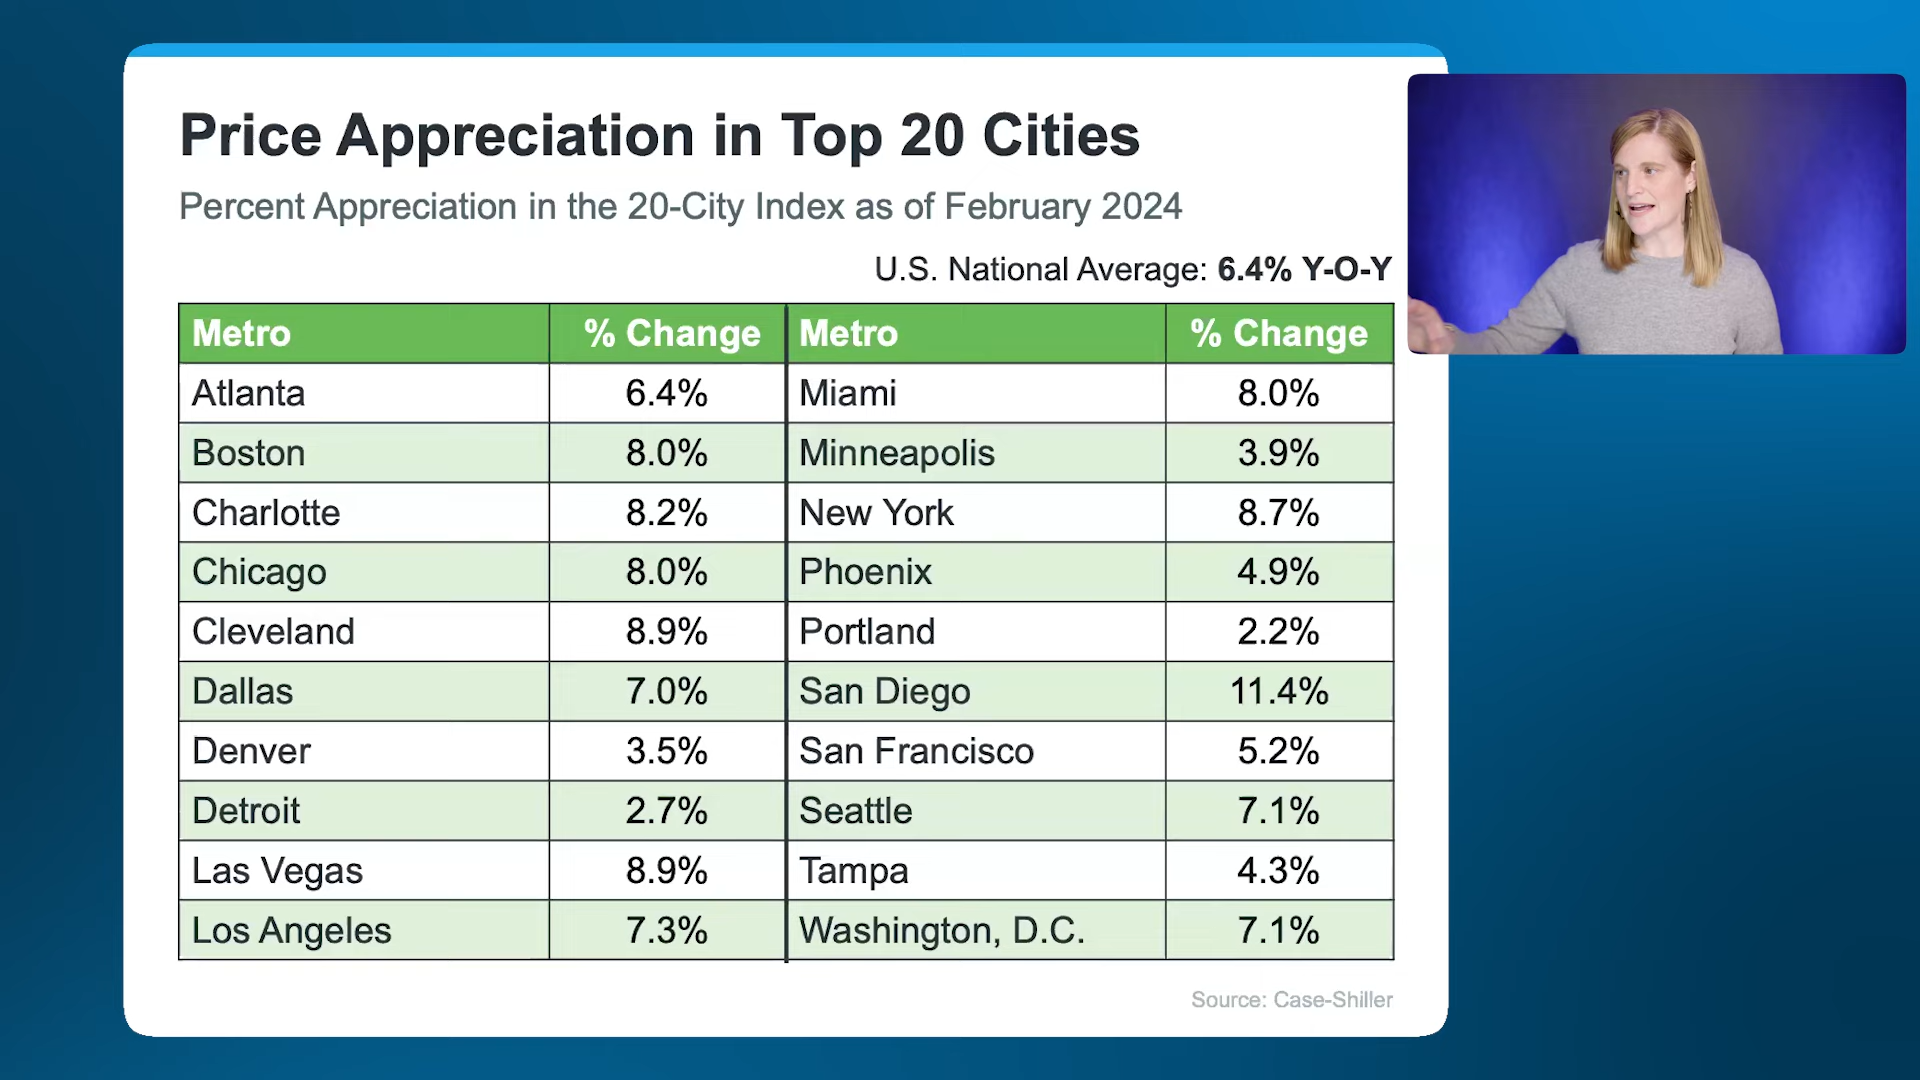 Price Appreciation in Top 20 Cities
Percent Appreciation in the 20-City Index as of February 2024
U.S. National Average: 6.4% Y-O-Y
Metro % Change Metro % Change
Atlanta 6.4% Miami 8.0%
Boston 8.0% Minneapolis 3.9%
Charlotte 8.2% New York 8.7%
Chicago 8.0% Phoenix 4.9%
Cleveland 8.9% Portland 2.2%
Dallas 7.0% San Diego 11.4%
Denver 3.5% San Francisco 5.2%
Detroit 2.7% Seattle 7.1%
Las Vegas 8.9% Tampa 4.3%
Los Angeles 7.3% Washington, D.C. 7.1%
Source: Case-Shiller